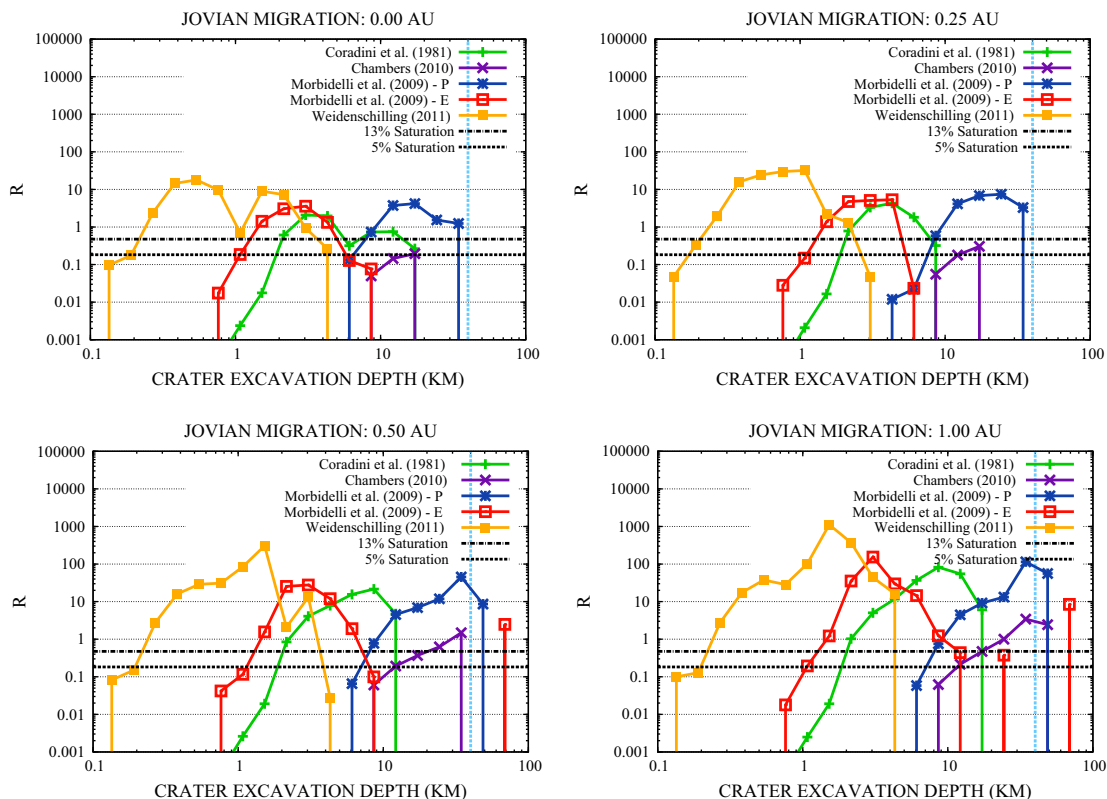 JOVIAN MIGRATION: 0.00 AU
100000
10000
1000
100
10
1
0.1
0.01
0.001
R
Coradini et al. (1981)
Chambers (2010)
Morbidelli et al. (2009) - P
Morbidelli et al. (2009) - E
Weidenschilling (2011)
13% Saturation
5% Saturation
0.1 1 10 100
CRATER EXCAVATION DEPTH (KM)
JOVIAN MIGRATION: 0.25 AU
100000
10000
1000
100
10
1
0.1
0.01
0.001
R
Coradini et al. (1981)
Chambers (2010)
Morbidelli et al. (2009) - P
Morbidelli et al. (2009) - E
Weidenschilling (2011)
13% Saturation
5% Saturation
0.1 1 10 100
CRATER EXCAVATION DEPTH (KM)
JOVIAN MIGRATION: 0.50 AU
100000
10000
1000
100
10
1
0.1
0.01
0.001
R
Coradini et al. (1981)
Chambers (2010)
Morbidelli et al. (2009) - P
Morbidelli et al. (2009) - E
Weidenschilling (2011)
13% Saturation
5% Saturation
0.1 1 10 100
CRATER EXCAVATION DEPTH (KM)
JOVIAN MIGRATION: 1.00 AU
100000
10000
1000
100
10
1
0.1
0.01
0.001
R
Coradini et al. (1981)
Chambers (2010)
Morbidelli et al. (2009) - P
Morbidelli et al. (2009) - E
Weidenschilling (2011)
13% Saturation
5% Saturation
0.1 1 10 100
CRATER EXCAVATION DEPTH (KM)